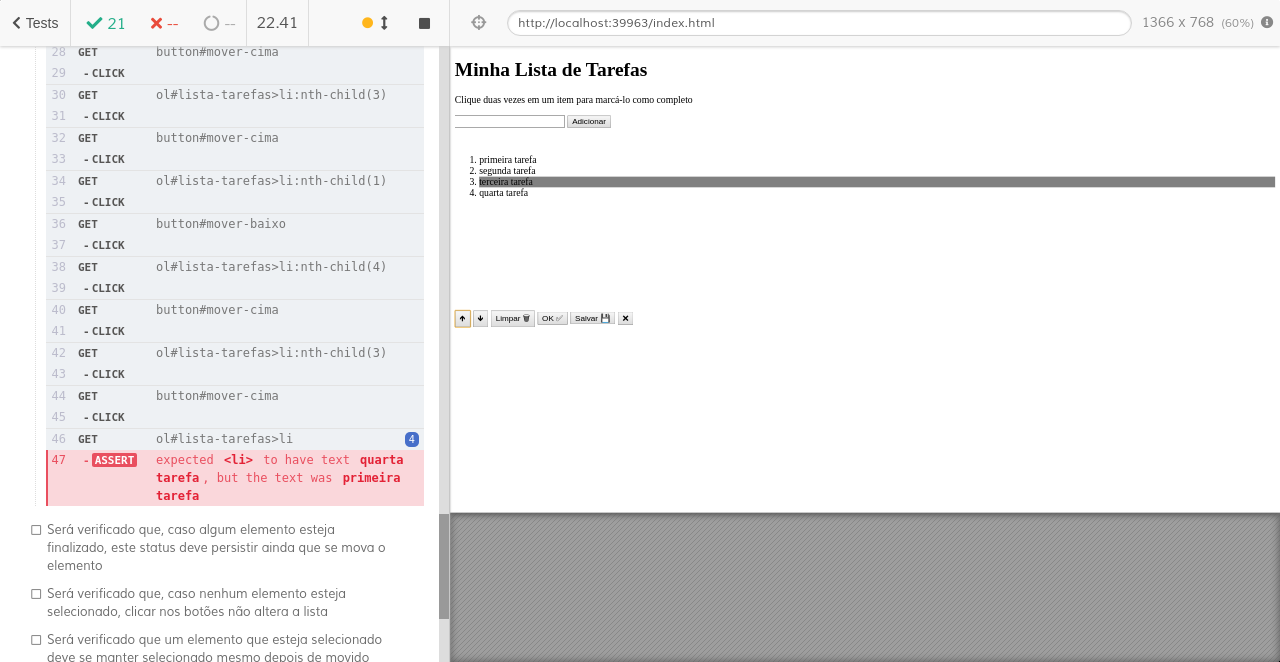 Tests
21
--
--
22.41
http://localhost:39963/index.html
1366 x 768 (60%)
28 GET button#mover-cima
29 - CLICK
30 GET ol#lista-tarefas>li:nth-child(3)
31 - CLICK
32 GET button#mover-cima
33 - CLICK
34 GET ol#lista-tarefas>li:nth-child(1)
35 - CLICK
36 GET button#mover-baixo
37 - CLICK
38 GET ol#lista-tarefas>li:nth-child(4)
39 - CLICK
40 GET button#mover-cima
41 - CLICK
42 GET ol#lista-tarefas>li:nth-child(3)
43 - CLICK
44 GET button#mover-cima
45 - CLICK
46 GET ol#lista-tarefas>li 4
47 - ASSERT expected <li> to have text quarta
tarefa , but the text was primeira
tarefa
Será verificado que, caso algum elemento esteja
finalizado, este status deve persistir ainda que se mova o
elemento
Será verificado que, caso nenhum elemento esteja
selecionado, clicar nos botões não altera a lista
Será verificado que um elemento que esteja selecionado
deve se manter selecionado mesmo depois de movido
Minha Lista de Tarefas
Clique duas vezes em um item para marcá-lo como completo
Adicionar
1. primeira tarefa
2. segunda tarefa
3. terceira tarefa
4. quarta tarefa
Limpar
OK
Salvar